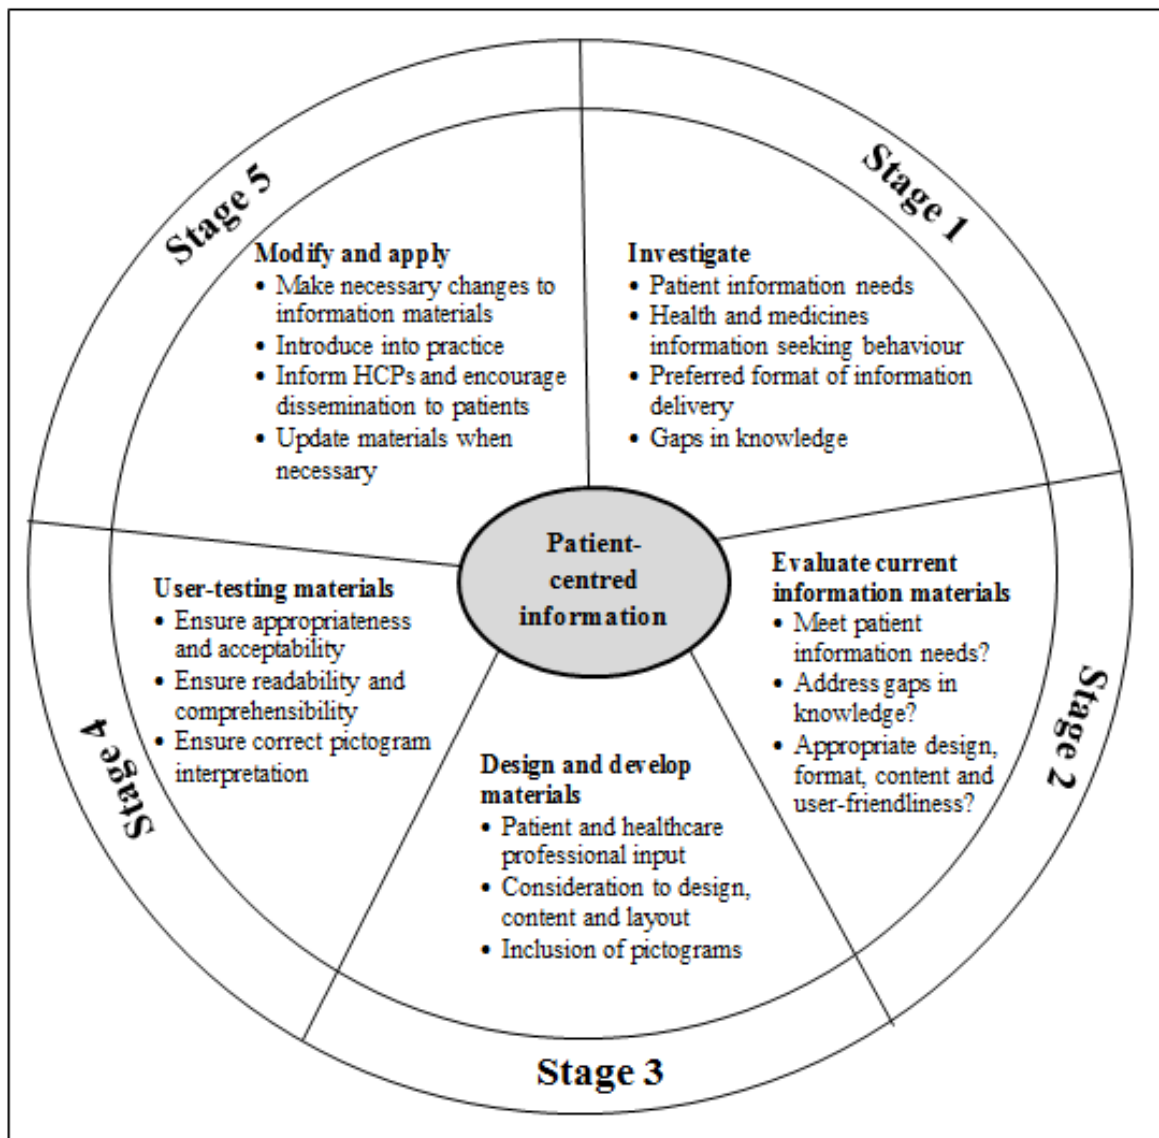 Stage 1
Investigate
• Patient information needs
• Health and medicines
information seeking behaviour
• Preferred format of information
delivery
• Gaps in knowledge
Stage 2
Evaluate current
information materials
• Meet patient
information needs?
• Address gaps in
knowledge?
• Appropriate design,
format, content and
user-friendliness?
Stage 3
Design and develop
materials
• Patient and healthcare
professional input
• Consideration to design,
content and layout
• Inclusion of pictograms
Stage 4
User-testing materials
• Ensure appropriateness
and acceptability
• Ensure readability and
comprehensibility
• Ensure correct pictogram
interpretation
Stage 5
Modify and apply
• Make necessary changes to
information materials
• Introduce into practice
• Inform HCPs and encourage
dissemination to patients
• Update materials when
necessary
Patient-
centred
information